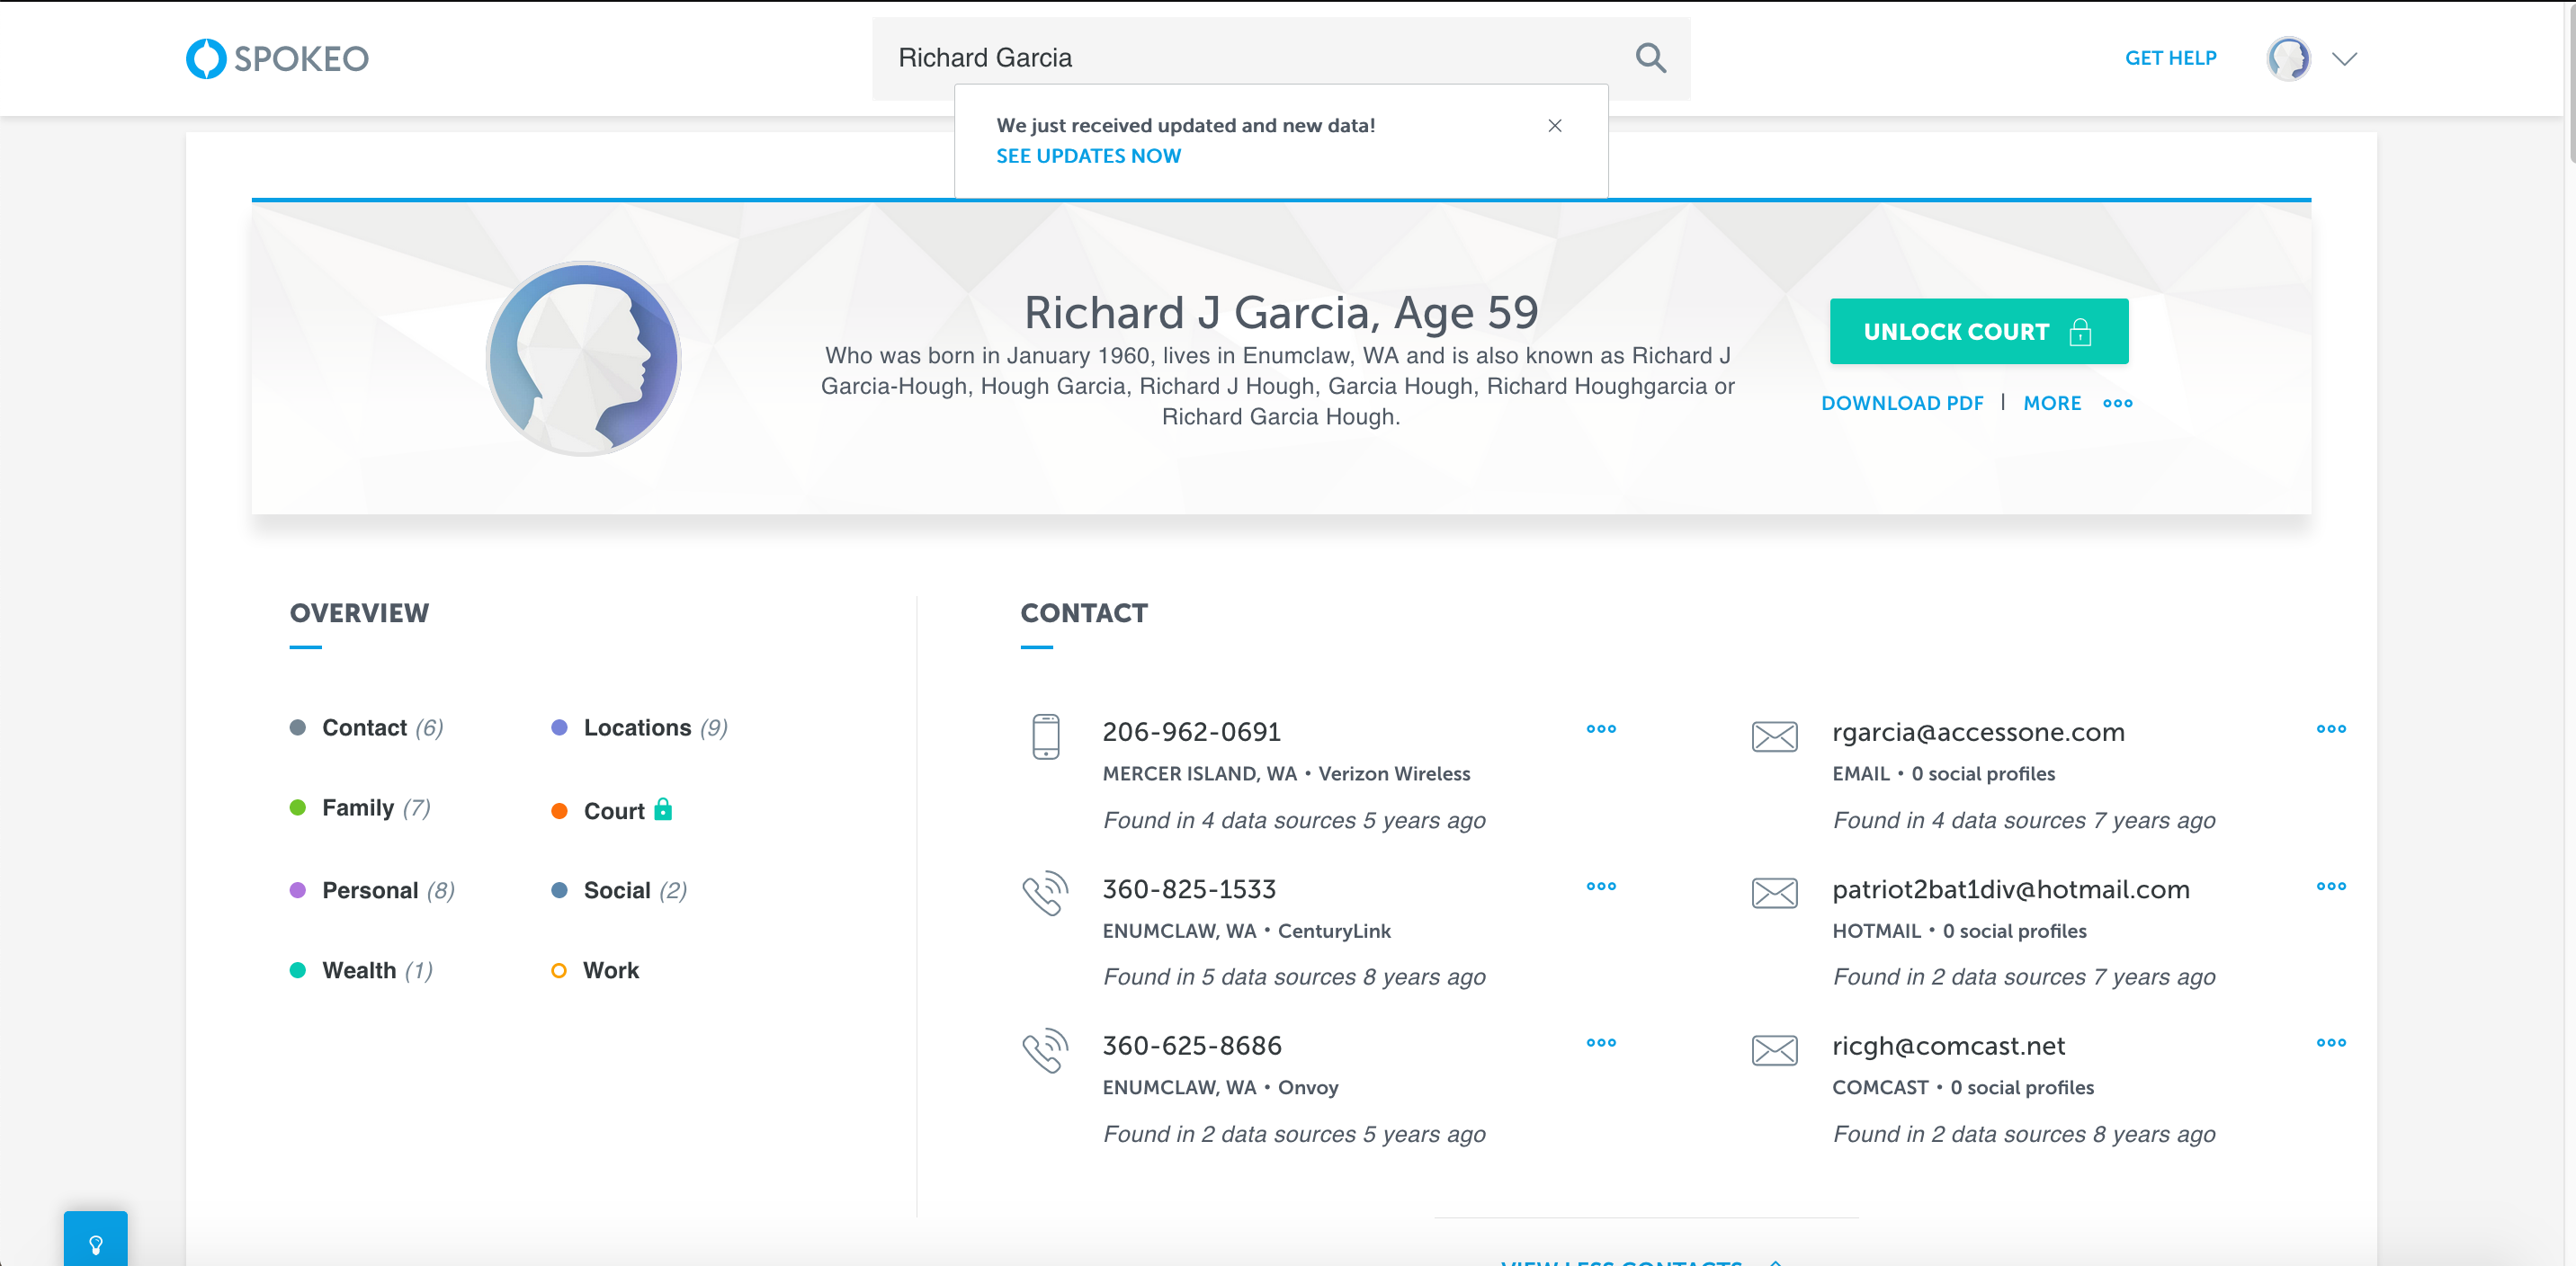 SPOKEO
Richard Garcia
GET HELP
We just received updated and new data!
SEE UPDATES NOW
Richard J Garcia, Age 59
Who was born in January 1960, lives in Enumclaw, WA and is also known as Richard J
Garcia-Hough, Hough Garcia, Richard J Hough, Garcia Hough, Richard Houghgarcia or
Richard Garcia Hough.
UNLOCK COURT
DOWNLOAD PDF | MORE
OVERVIEW
Contact (6)
Locations (9)
Family (7)
Court
Personal (8)
Social (2)
Wealth (1)
Work
CONTACT
206-962-0691
MERCER ISLAND, WA • Verizon Wireless
Found in 4 data sources 5 years ago
rgarcia@accessone.com
EMAIL • 0 social profiles
Found in 4 data sources 7 years ago
360-825-1533
ENUMCLAW, WA • CenturyLink
Found in 5 data sources 8 years ago
patriot2bat1div@hotmail.com
HOTMAIL • 0 social profiles
Found in 2 data sources 7 years ago
360-625-8686
ENUMCLAW, WA • Onvoy
Found in 2 data sources 5 years ago
ricgh@comcast.net
COMCAST • 0 social profiles
Found in 2 data sources 8 years ago
VIEW LESS CONTACTS